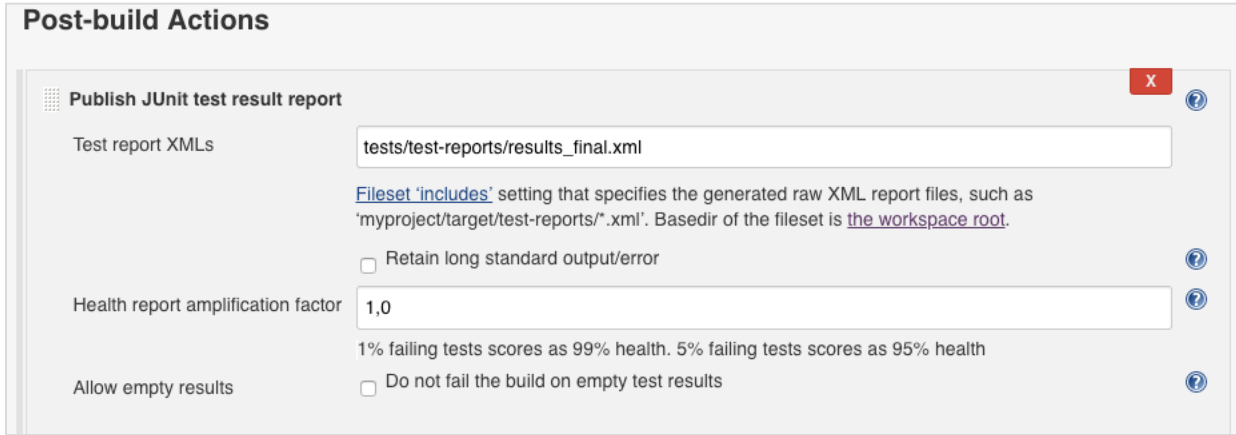 Post-build Actions
X
Publish JUnit test result report
?
Test report XMLs
tests/test-reports/results_final.xml
Fileset ‘includes’ setting that specifies the generated raw XML report files, such as
‘myproject/target/test-reports/*.xml’. Basedir of the fileset is the workspace root.
Retain long standard output/error
?
Health report amplification factor
1,0
?
1% failing tests scores as 99% health. 5% failing tests scores as 95% health
Allow empty results
Do not fail the build on empty test results
?